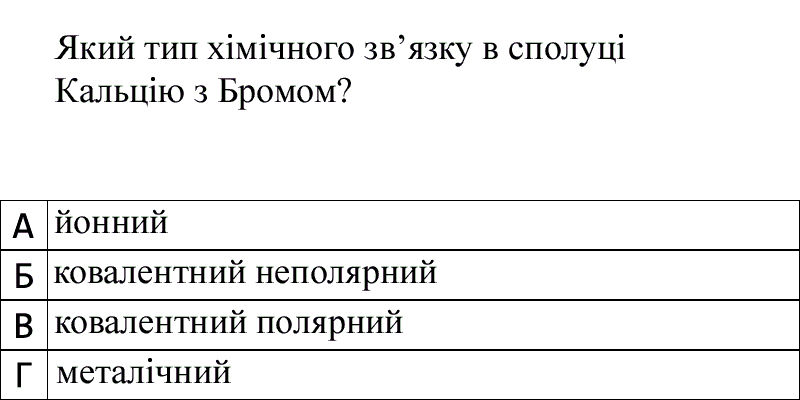 Який тип хімічного зв’язку в сполуці
Кальцію з Бромом?
А йонний
Б ковалентний неполярний
В ковалентний полярний
Г металічний